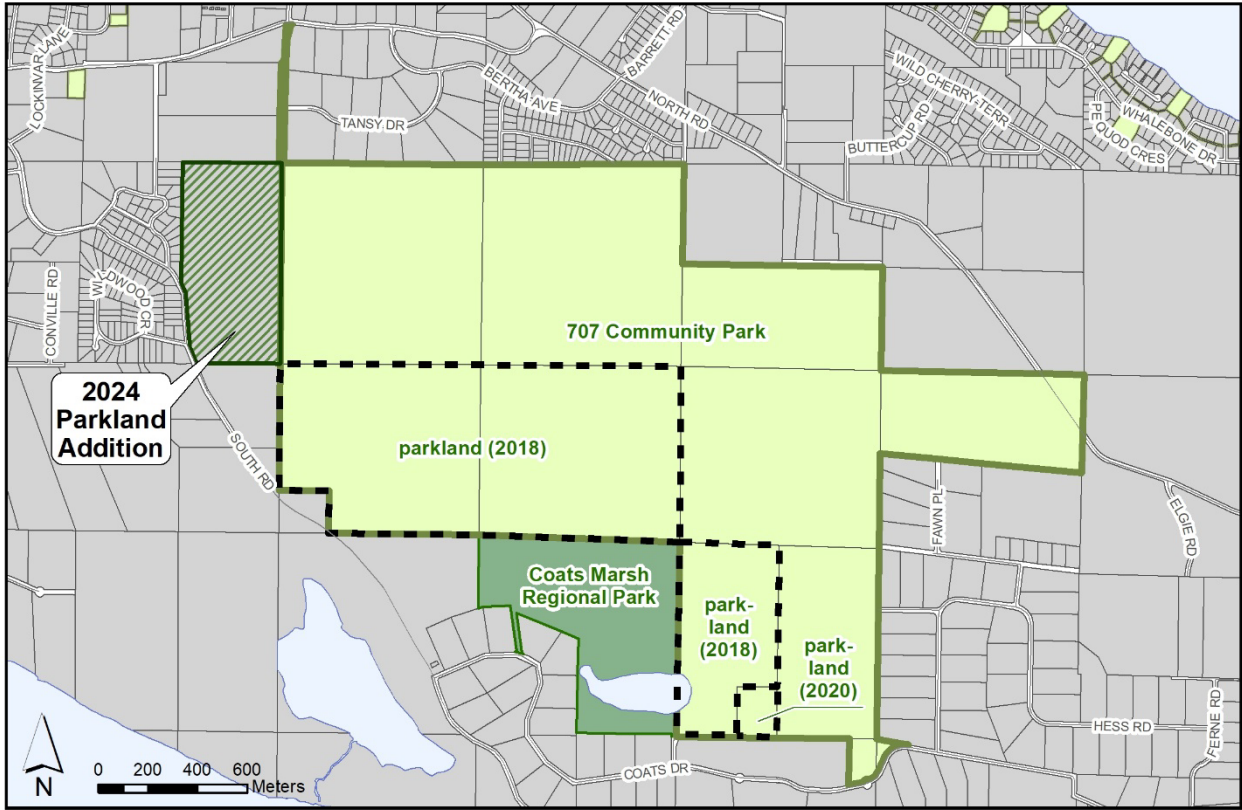 LOCKINVAR LANE
BARRETT RD
BERTHA AVE
NORTH RD
WILD CHERRY TERR
WHALEBONE DR
PE QUOD CRES
TANSY DR
BUTTERCUP RD
CONVILLE RD
WILDWOOD CR
707 Community Park
2024
Parkland
Addition
parkland (2018)
SOUTH RD
FAWN PL
ELGIE RD
Coats Marsh
Regional Park
park-
land
(2018)
park-
land
(2020)
HESS RD
FERNE RD
COATS DR
N
0 200 400 600
Meters